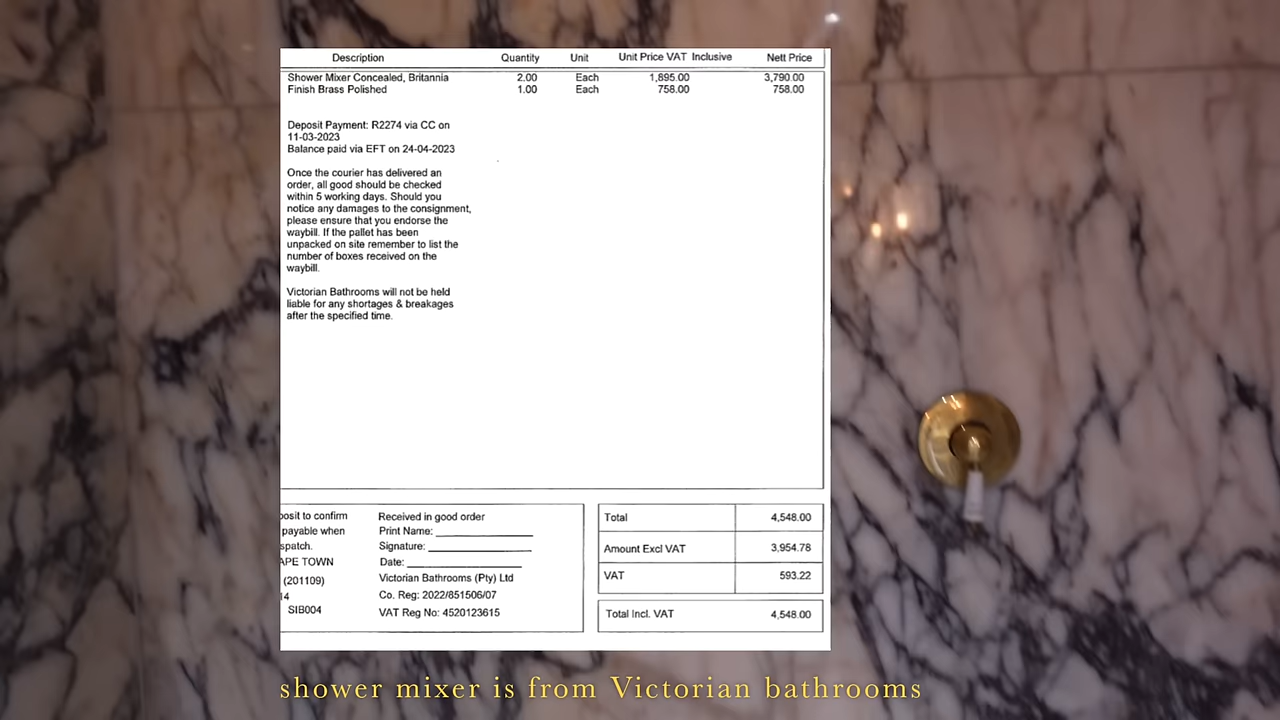 Description Quantity Unit Unit Price VAT Inclusive Nett Price
Shower Mixer Concealed, Britannia 2.00 Each 1,895.00 3,790.00
Finish Brass Polished 1.00 Each 758.00 758.00
Deposit Payment: R2274 via CC on
11-03-2023
Balance paid via EFT on 24-04-2023
Once the courier has delivered an
order, all good should be checked
within 5 working days. Should you
notice any damages to the consignment,
please ensure that you endorse the
waybill. If the pallet has been
unpacked on site remember to list the
number of boxes received on the
waybill.
Victorian Bathrooms will not be held
liable for any shortages & breakages
after the specified time.
posit to confirm
payable when
spatch.
APE TOWN
(201109)
14
SIB004
Received in good order
Print Name:
Signature:
Date:
Victorian Bathrooms (Pty) Ltd
Co. Reg: 2022/851506/07
VAT Reg No: 4520123615
Total 4,548.00
Amount Excl VAT 3,954.78
VAT 593.22
Total Incl. VAT 4,548.00
shower mixer is from Victorian bathrooms